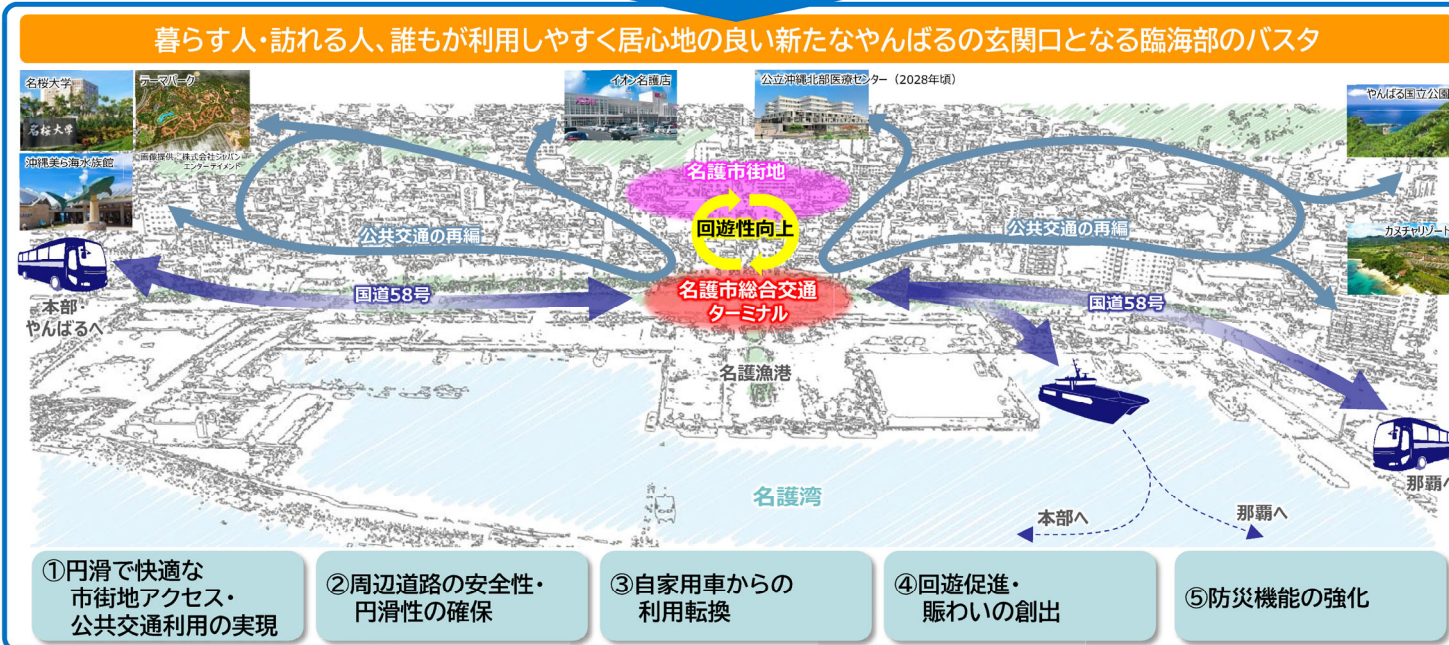 暮らす人・訪れる人、誰もが利用しやすく居心地の良い新たなやんばるの玄関口となる臨海部のバスタ
名桜大学
名桜大学
テーマパーク
画像提供：株式会社ジャパン
エンターテイメント
沖縄美ら海水族館
イオン名護店
公立沖縄北部医療センター（2028年頃）
やんばる国立公園
カヌチャリゾート
名護市街地
回遊性向上
公共交通の再編
公共交通の再編
名護市総合交通
ターミナル
国道58号
国道58号
本部・
やんばるへ
名護漁港
名護湾
本部へ
那覇へ
那覇へ
①円滑で快適な
市街地アクセス・
公共交通利用の実現
②周辺道路の安全性・
円滑性の確保
③自家用車からの
利用転換
④回遊促進・
賑わいの創出
⑤防災機能の強化